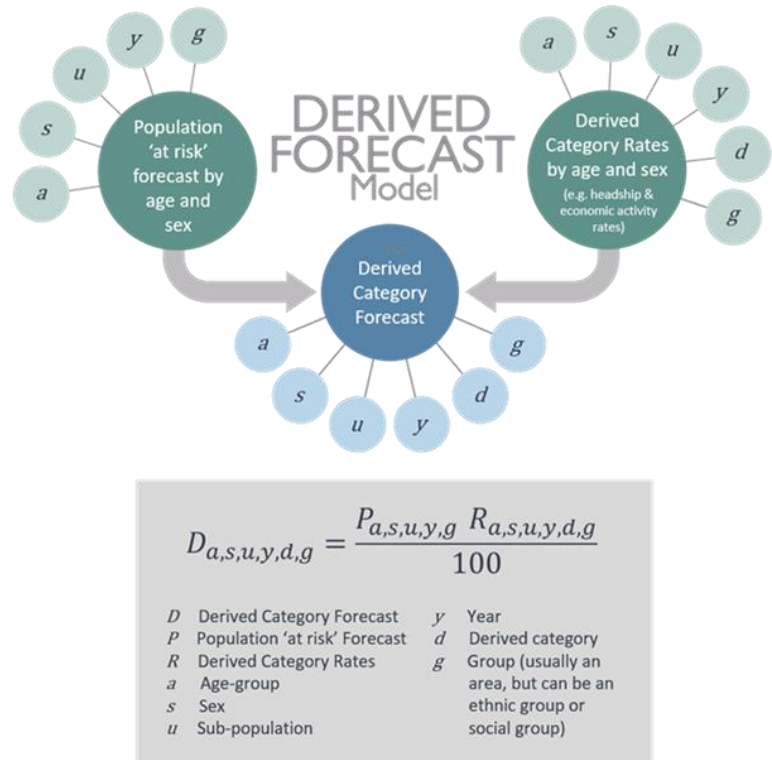 g
y
u
s
a
Population
‘at risk’
forecast by
age and
sex
DERIVED
FORECAST
Model
a
s
u
y
d
g
Derived
Category Rates
by age and sex
(e.g. headship &
economic activity
rates)
Derived
Category
Forecast
a
s
u
y
d
g
D_{a,s,u,y,d,g} = \frac{P_{a,s,u,y,g} R_{a,s,u,y,d,g}}{100}
D Derived Category Forecast
P Population ‘at risk’ Forecast
R Derived Category Rates
a Age-group
s Sex
u Sub-population
y Year
d Derived category
g Group (usually an
area, but can be an
ethnic group or
social group)